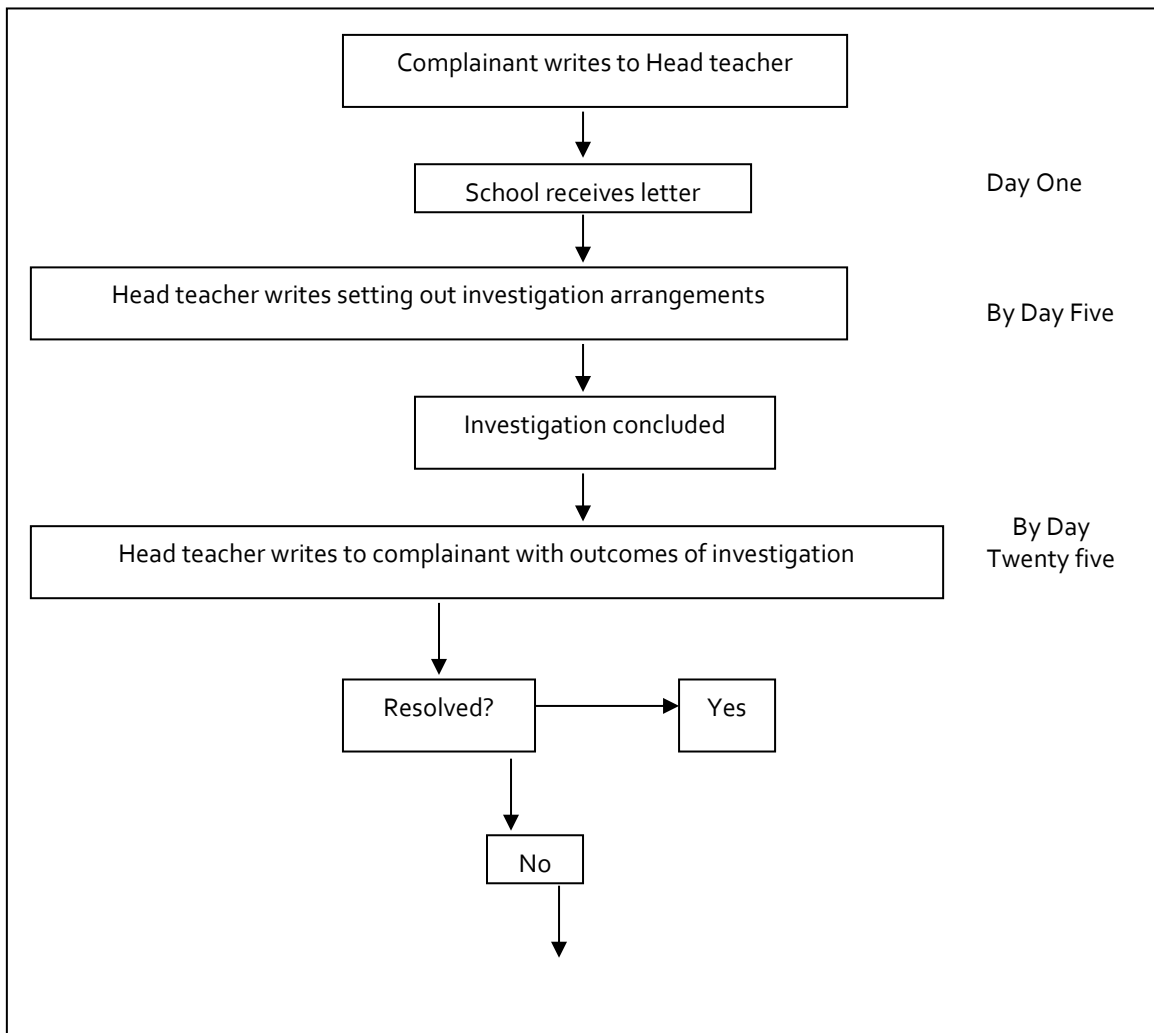 Complainant writes to Head teacher
School receives letter
Day One
Head teacher writes setting out investigation arrangements
By Day Five
Investigation concluded
Head teacher writes to complainant with outcomes of investigation
By Day
Twenty five
Resolved?
Yes
No